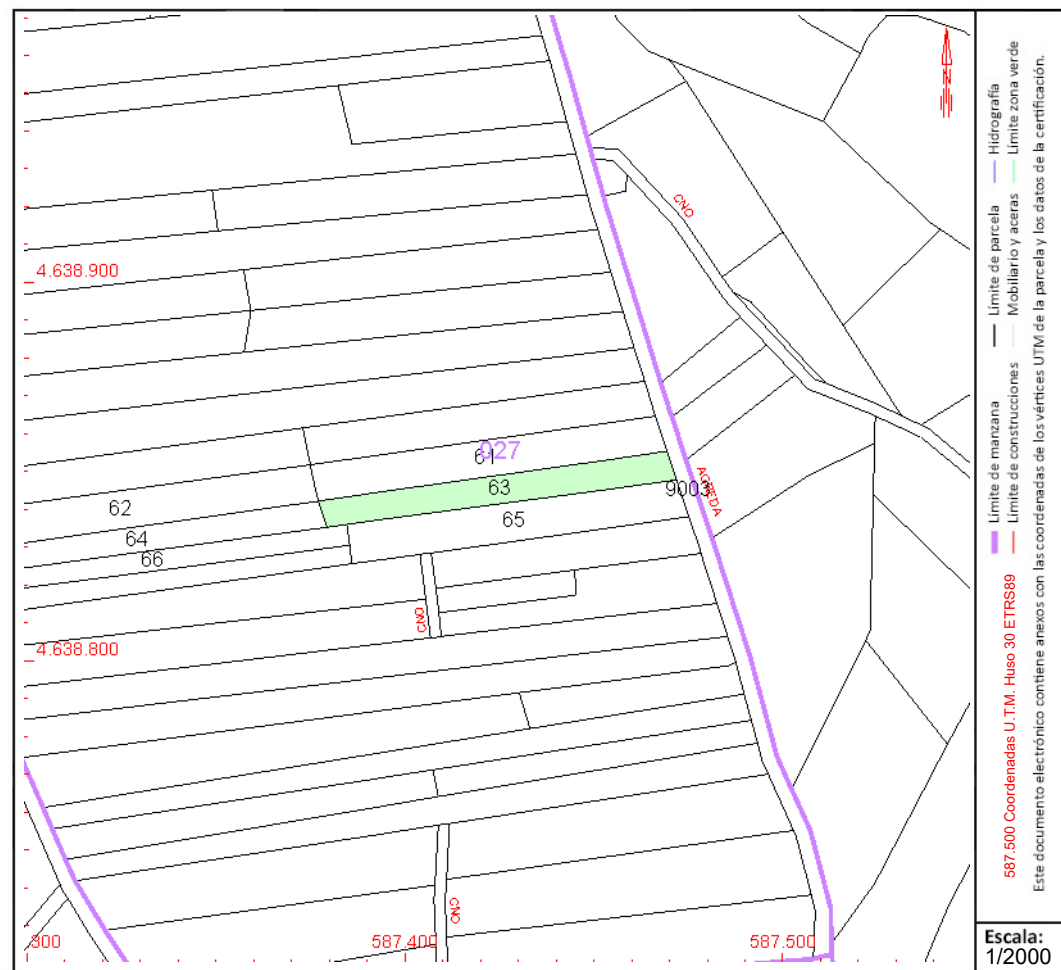 N
CNO
4.638.900
027
61
63
9003
AGREDA
62
65
64
66
CNO
4.638.800
CNO
300
587.400
587.500
Límite de manzana
Límite de parcela
Hidrografía
Límite de construcciones
Mobiliario y aceras
Límite zona verde
587.500 Coordenadas U.T.M. Huso 30 ETRS89
Este documento electrónico contiene anexos con las coordenadas de los vértices UTM de la parcela y los datos de la certificación.
Escala:
1/2000